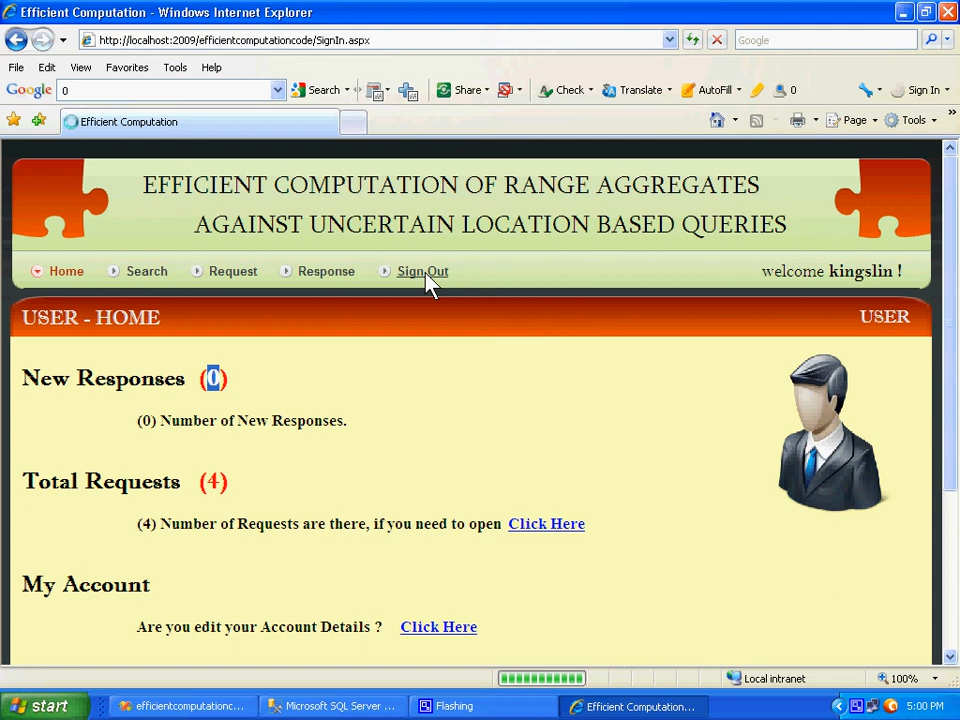 Efficient Computation - Windows Internet Explorer
http://localhost:2009/efficientcomputationcode/SignIn.aspx
Google
File Edit View Favorites Tools Help
Google 0 Search Share Check Translate AutoFill 0 Sign In
Efficient Computation Page Tools
EFFICIENT COMPUTATION OF RANGE AGGREGATES
AGAINST UNCERTAIN LOCATION BASED QUERIES
Home Search Request Response Sign Out welcome kingslin !
USER - HOME USER
New Responses (0)
(0) Number of New Responses.
Total Requests (4)
(4) Number of Requests are there, if you need to open Click Here
My Account
Are you edit your Account Details ? Click Here
Local intranet 100%
start efficientcomputationc... Microsoft SQL Server ... Flashing Efficient Computation... 5:00 PM